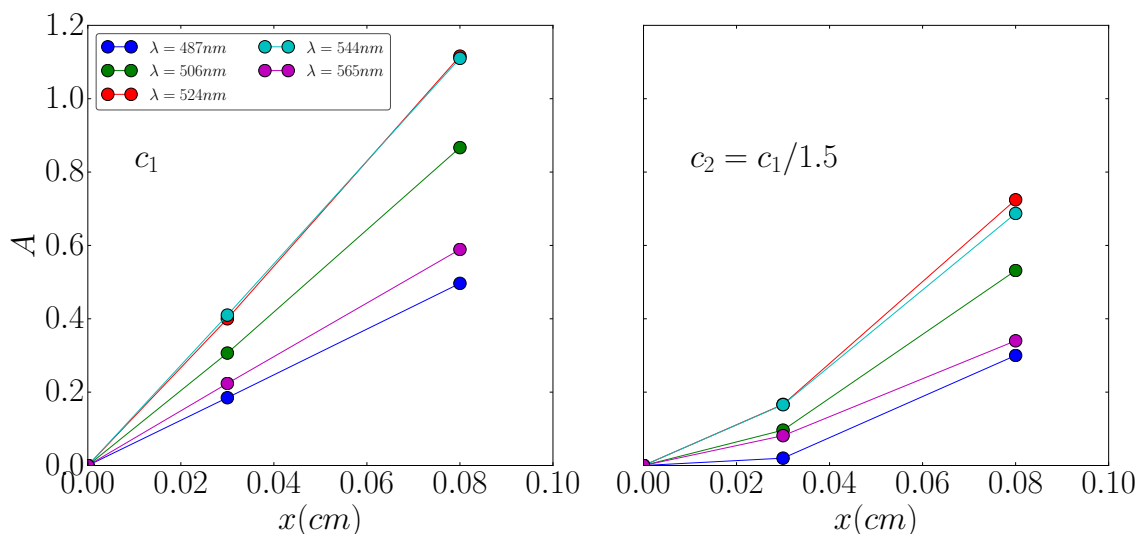 1.2
1.0
0.8
0.6
0.4
0.2
0.0
A
λ = 487nm
λ = 506nm
λ = 524nm
λ = 544nm
λ = 565nm
c₁
0.00 0.02 0.04 0.06 0.08 0.10
x(cm)
c₂ = c₁/1.5
0.00 0.02 0.04 0.06 0.08 0.10
x(cm)